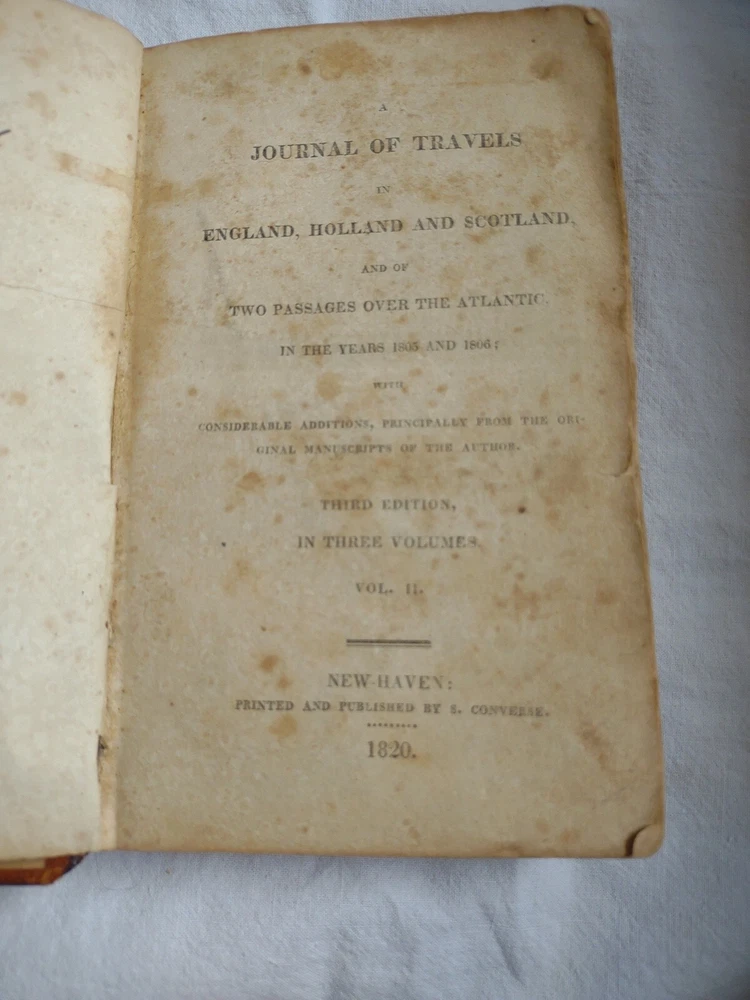 A
JOURNAL OF TRAVELS
IN
ENGLAND, HOLLAND AND SCOTLAND,
AND OF
TWO PASSAGES OVER THE ATLANTIC,
IN THE YEARS 1805 AND 1806;
WITH
CONSIDERABLE ADDITIONS, PRINCIPALLY FROM THE ORI-
GINAL MANUSCRIPTS OF THE AUTHOR.
THIRD EDITION,
IN THREE VOLUMES.
VOL. II.
NEW-HAVEN:
PRINTED AND PUBLISHED BY S. CONVERSE.
1820.